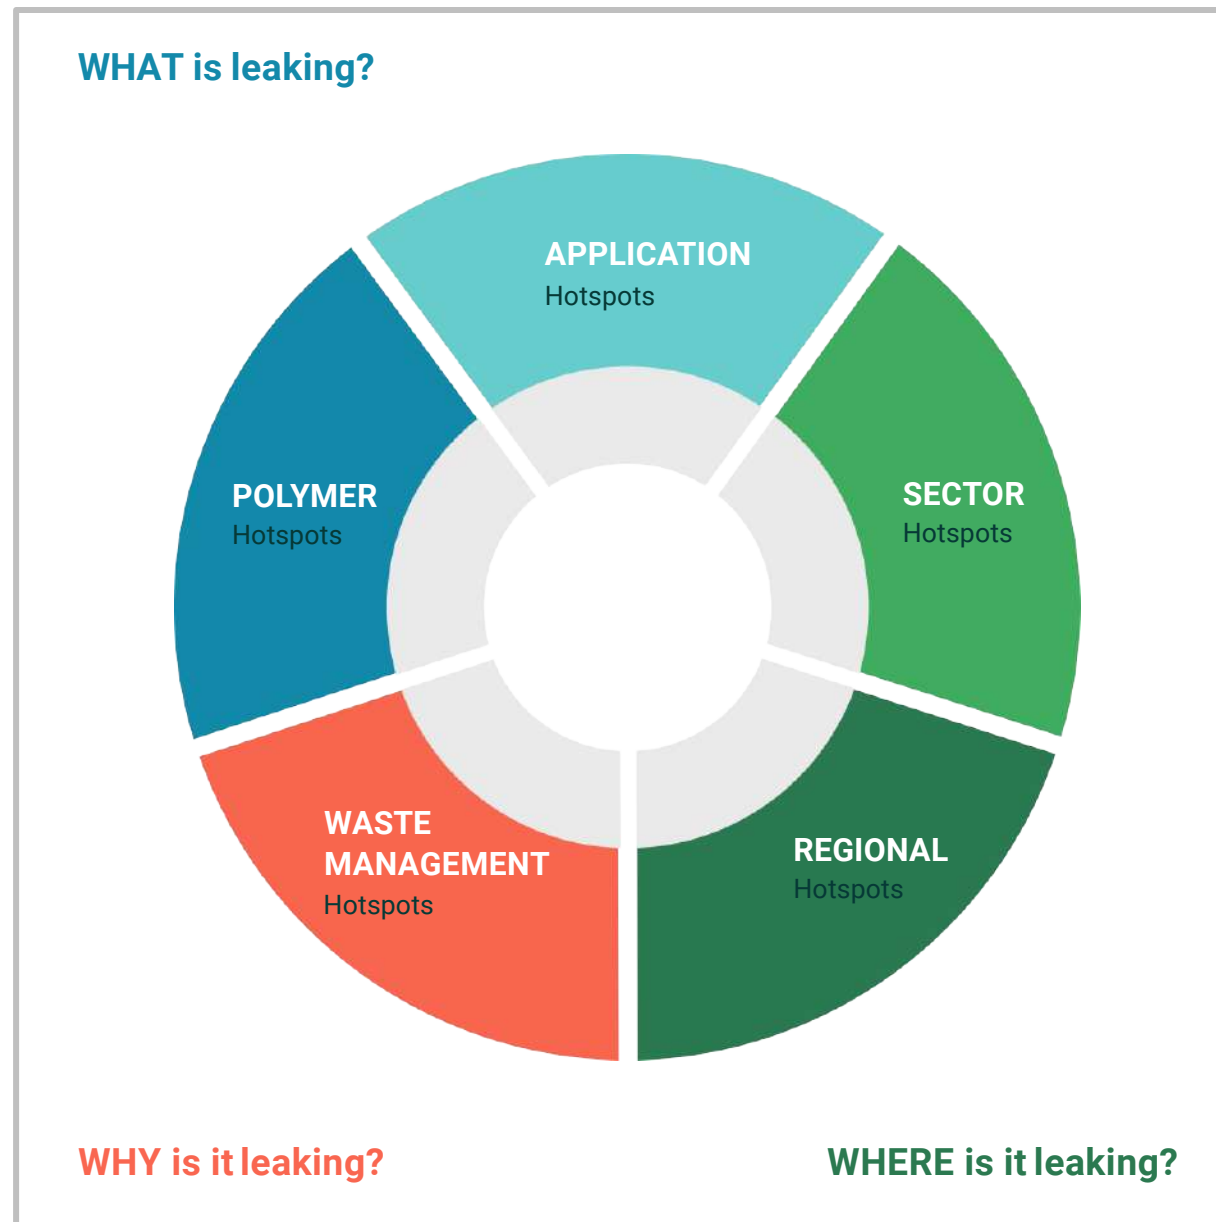 WHAT is leaking?
APPLICATION
Hotspots
POLYMER
Hotspots
SECTOR
Hotspots
WASTE
MANAGEMENT
Hotspots
REGIONAL
Hotspots
WHY is it leaking?
WHERE is it leaking?